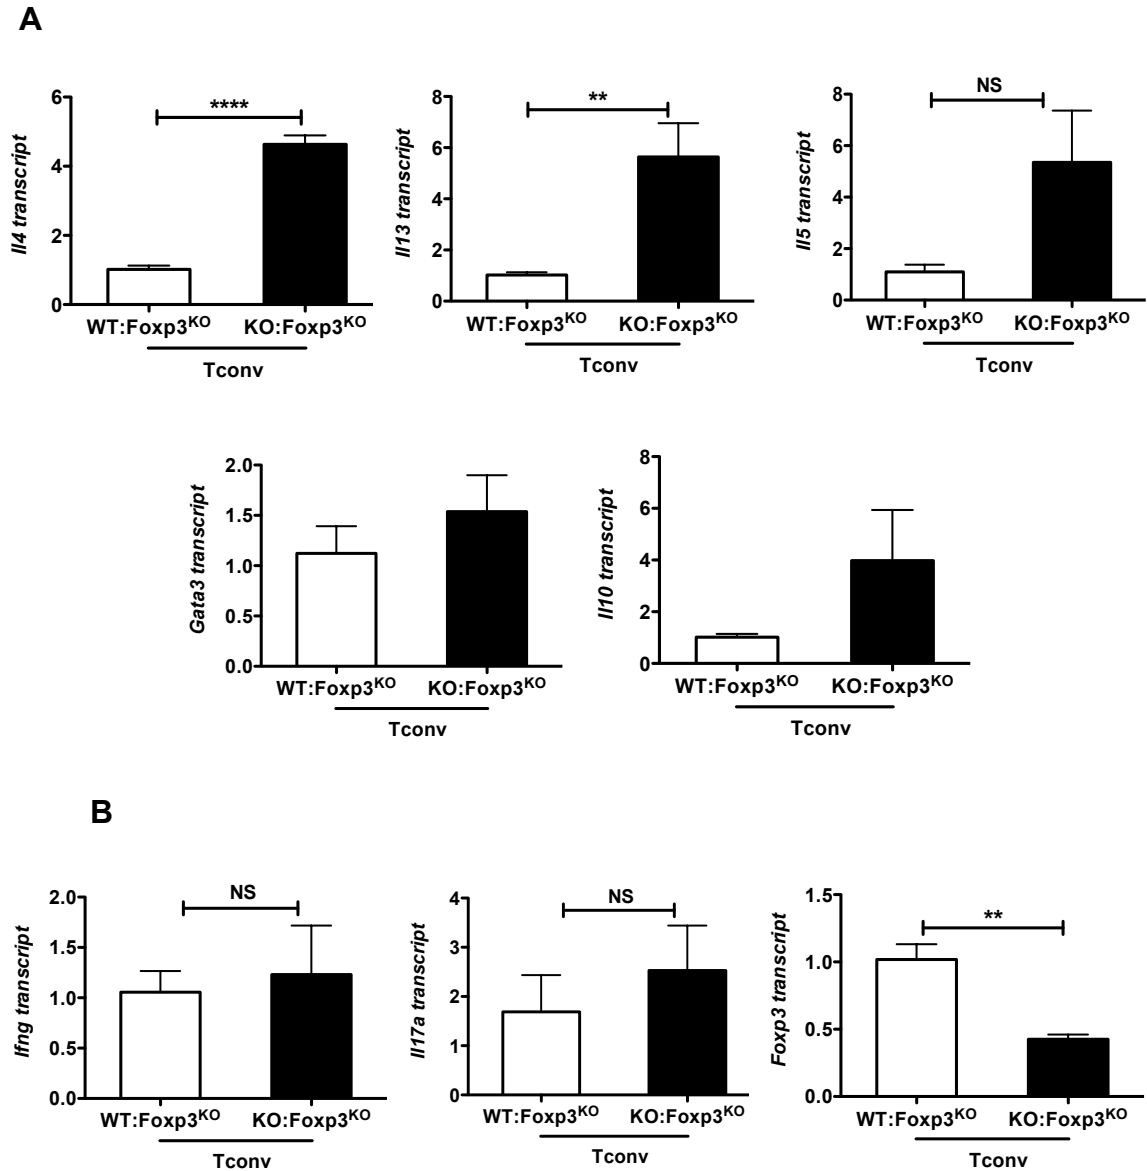 A
****
**
NS
Il4 transcript
6
4
2
0
WT:Foxp3KO KO:Foxp3KO
Tconv
Il13 transcript
8
6
4
2
0
WT:Foxp3KO KO:Foxp3KO
Tconv
Il5 transcript
8
6
4
2
0
WT:Foxp3KO KO:Foxp3KO
Tconv
Gata3 transcript
2.0
1.5
1.0
0.5
0.0
WT:Foxp3KO KO:Foxp3KO
Tconv
Il10 transcript
8
6
4
2
0
WT:Foxp3KO KO:Foxp3KO
Tconv
B
NS
NS
**
Ifng transcript
2.0
1.5
1.0
0.5
0.0
WT:Foxp3KO KO:Foxp3KO
Tconv
Il17a transcript
4
3
2
1
0
WT:Foxp3KO KO:Foxp3KO
Tconv
Foxp3 transcript
1.5
1.0
0.5
0.0
WT:Foxp3KO KO:Foxp3KO
Tconv